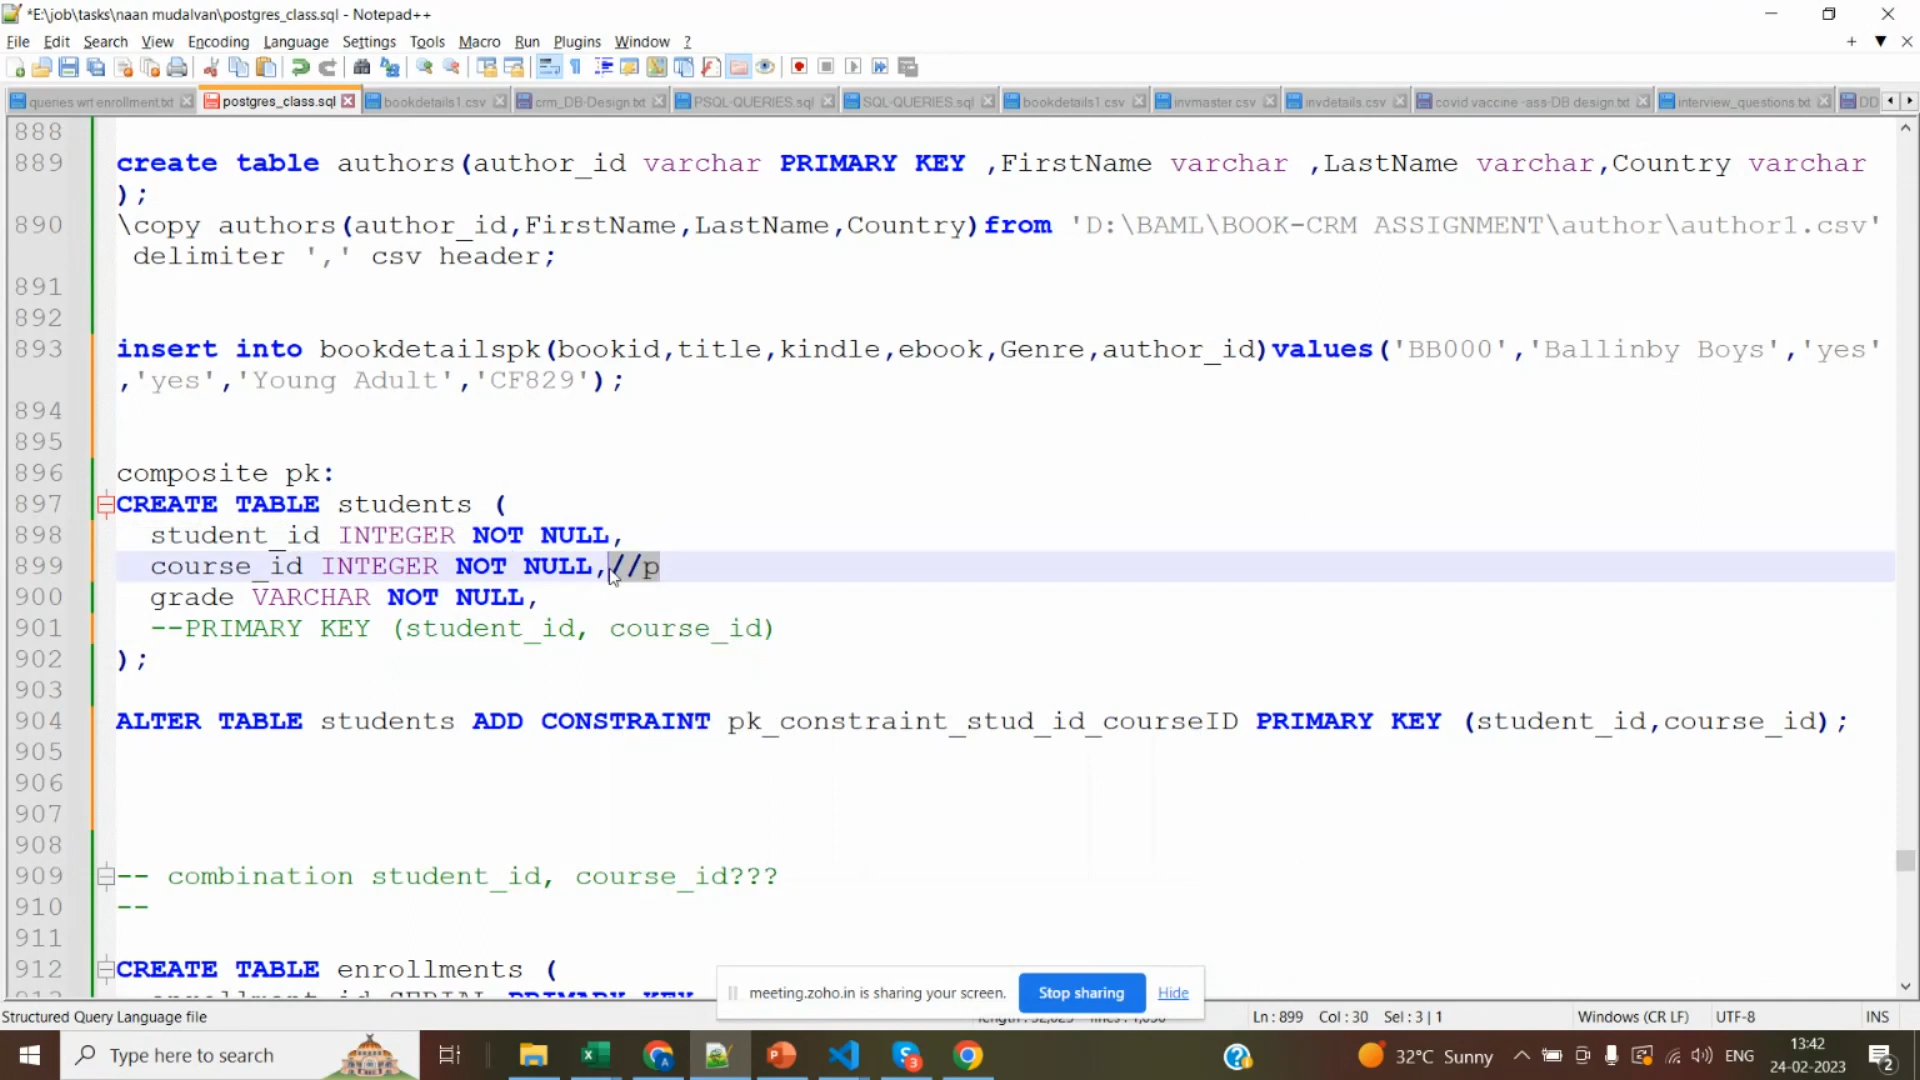 *E:\job\tasks\naan mudalvan\postgres_class.sql - Notepad++
File Edit Search View Encoding Language Settings Tools Macro Run Plugins Window ?
queries wrt enrollment.txt postgres_class.sql bookdetails1.csv crm_DB-Design.txt PSQL-QUERIES.sql SQL-QUERIES.sql bookdetails1.csv invmaster.csv invdetails.csv covid vaccine -ass-DB design.txt interview_questions.txt DD
888
889 create table authors(author_id varchar PRIMARY KEY ,FirstName varchar ,LastName varchar,Country varchar
);
890 \copy authors(author_id,FirstName,LastName,Country)from 'D:\BAML\BOOK-CRM ASSIGNMENT\author\author1.csv'
delimiter ',' csv header;
891
892
893 insert into bookdetailspk(bookid,title,kindle,ebook,Genre,author_id)values('BB000','Ballinby Boys','yes'
,'yes','Young Adult','CF829');
894
895
896 composite pk:
897 CREATE TABLE students (
898 student_id INTEGER NOT NULL,
899 course_id INTEGER NOT NULL,//p
900 grade VARCHAR NOT NULL,
901 --PRIMARY KEY (student_id, course_id)
902 );
903
904 ALTER TABLE students ADD CONSTRAINT pk_constraint_stud_id_courseID PRIMARY KEY (student_id,course_id);
905
906
907
908
909 -- combination student_id, course_id???
910 --
911
912 CREATE TABLE enrollments (
meeting.zoho.in is sharing your screen. Stop sharing Hide
Structured Query Language file Ln : 899 Col : 30 Sel : 3 | 1 Windows (CR LF) UTF-8 INS
Type here to search 32°C Sunny ENG 13:42
24-02-2023 2